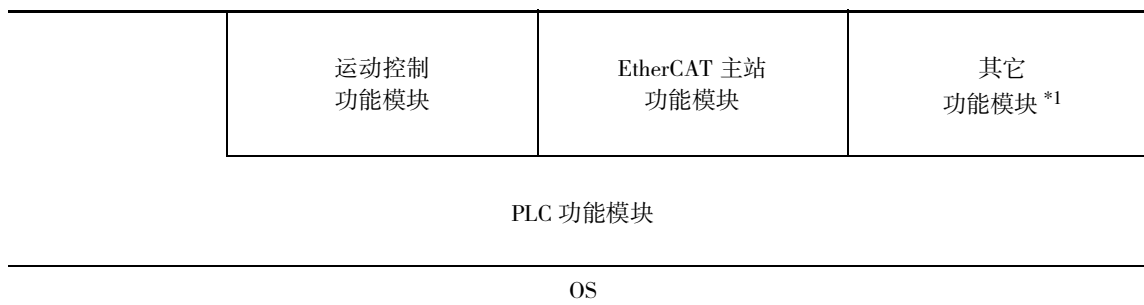 运动控制
功能模块
EtherCAT 主站
功能模块
其它
功能模块 *1
PLC 功能模块
OS